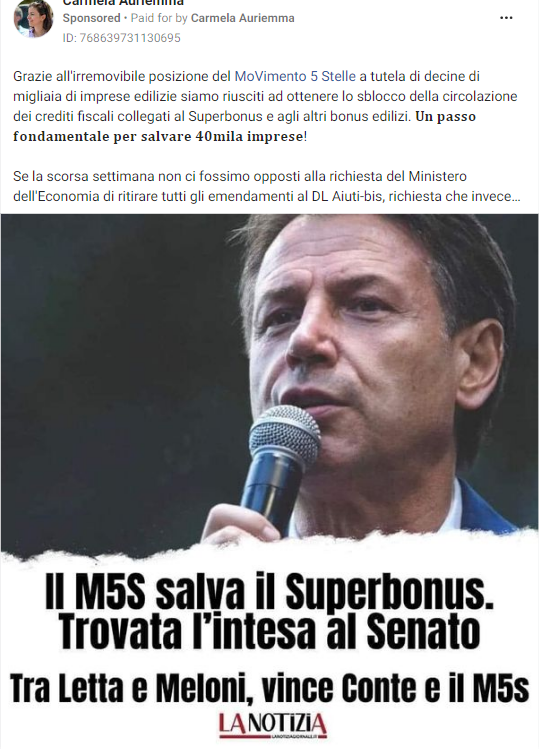 Carmela Auriemma
Sponsored • Paid for by Carmela Auriemma
ID: 768639731130695
Grazie all'irremovibile posizione del MoVimento 5 Stelle a tutela di decine di
migliaia di imprese edilizie siamo riusciti ad ottenere lo sblocco della circolazione
dei crediti fiscali collegati al Superbonus e agli altri bonus edilizi. Un passo
fondamentale per salvare 40mila imprese!
Se la scorsa settimana non ci fossimo opposti alla richiesta del Ministero
dell'Economia di ritirare tutti gli emendamenti al DL Aiuti-bis, richiesta che invece...
Il M5S salva il Superbonus.
Trovata l'intesa al Senato
Tra Letta e Meloni, vince Conte e il M5s
LA NOTIZIA
LANOTIZIAGIORNALE.IT